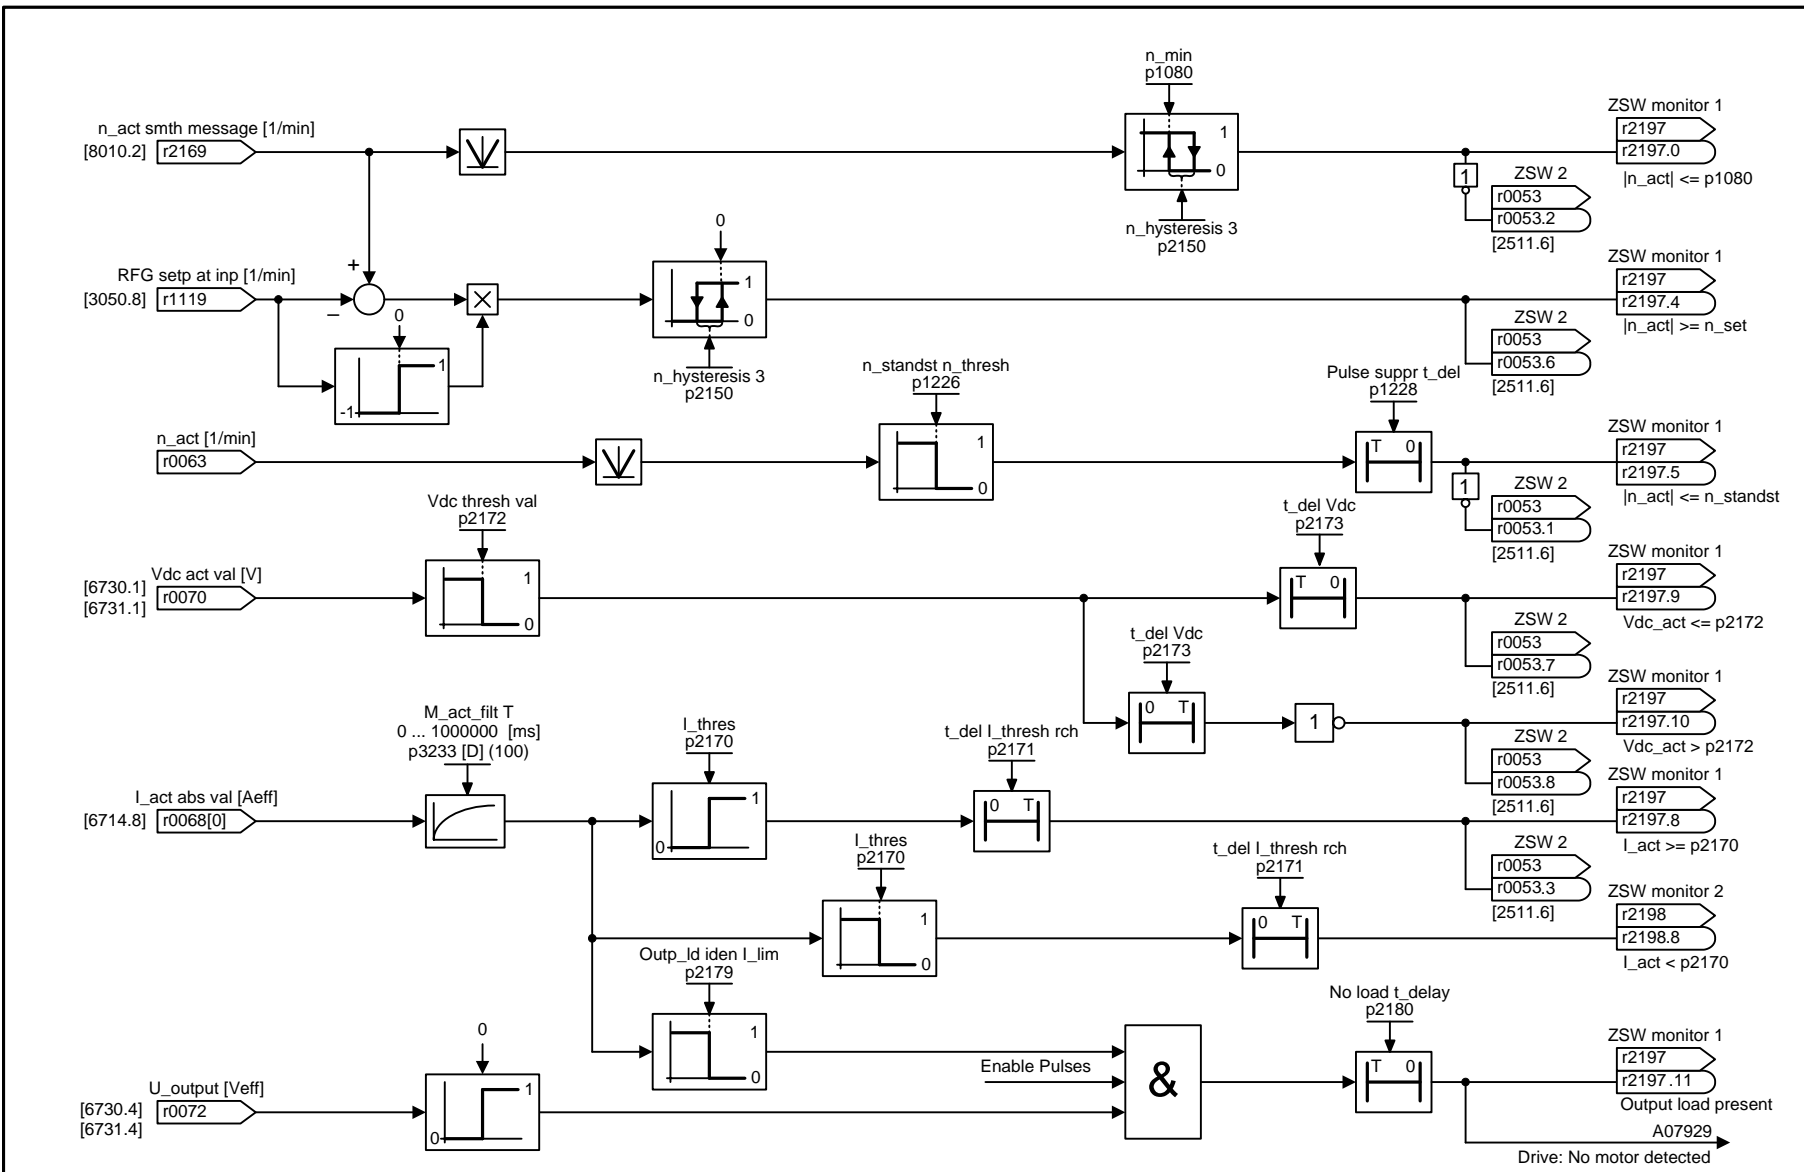 n_min
p1080
n_act smth message [1/min]
[8010.2]
r2169
1
0
n_hysteresis 3
p2150
ZSW monitor 1
r2197
r2197.0
|n_act| <= p1080
1
ZSW 2
r0053
r0053.2
[2511.6]
RFG setp at inp [1/min]
[3050.8]
r1119
+
–
0
1
-1
0
1
0
n_hysteresis 3
p2150
ZSW monitor 1
r2197
r2197.4
|n_act| >= n_set
ZSW 2
r0053
r0053.6
[2511.6]
n_act [1/min]
r0063
n_standst n_thresh
p1226
1
0
Pulse suppr t_del
p1228
T 0
ZSW monitor 1
r2197
r2197.5
|n_act| <= n_standst
1
ZSW 2
r0053
r0053.1
[2511.6]
Vdc thresh val
p2172
Vdc act val [V]
[6730.1]
[6731.1]
r0070
1
0
t_del Vdc
p2173
T 0
ZSW monitor 1
r2197
r2197.9
Vdc_act <= p2172
ZSW 2
r0053
r0053.7
[2511.6]
t_del Vdc
p2173
0 T
1
ZSW monitor 1
r2197
r2197.10
Vdc_act > p2172
ZSW 2
r0053
r0053.8
[2511.6]
M_act_filt T
0 ... 1000000 [ms]
p3233 [D] (100)
I_act abs val [Aeff]
[6714.8]
r0068[0]
I_thres
p2170
1
0
t_del I_thresh rch
p2171
0 T
ZSW monitor 1
r2197
r2197.8
I_act >= p2170
ZSW 2
r0053
r0053.3
[2511.6]
I_thres
p2170
1
0
t_del I_thresh rch
p2171
0 T
ZSW monitor 2
r2198
r2198.8
I_act < p2170
Outp_ld iden I_lim
p2179
1
0
Enable Pulses
&
No load t_delay
p2180
T 0
ZSW monitor 1
r2197
r2197.11
Output load present
U_output [Veff]
[6730.4]
[6731.4]
r0072
0
1
0
A07929
Drive: No motor detected